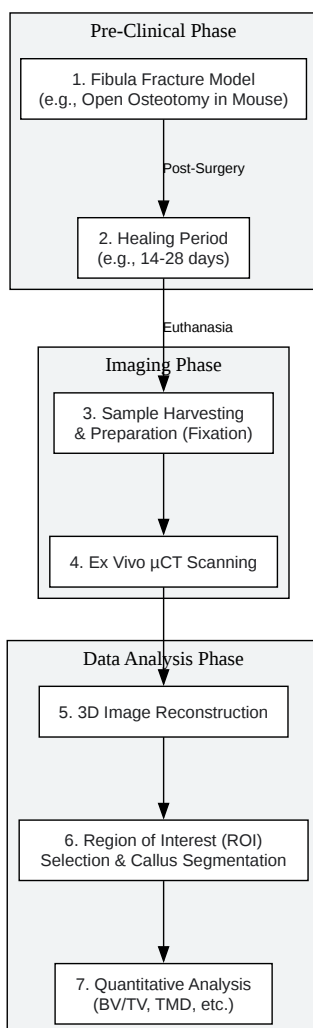 Pre-Clinical Phase
1. Fibula Fracture Model
(e.g., Open Osteotomy in Mouse)
Post-Surgery
2. Healing Period
(e.g., 14-28 days)
Euthanasia
Imaging Phase
3. Sample Harvesting
& Preparation (Fixation)
4. Ex Vivo µCT Scanning
Data Analysis Phase
5. 3D Image Reconstruction
6. Region of Interest (ROI)
Selection & Callus Segmentation
7. Quantitative Analysis
(BV/TV, TMD, etc.)